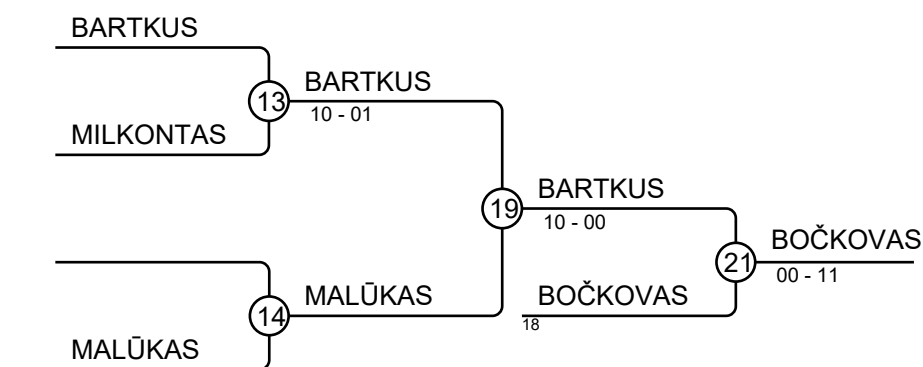 BARTKUS
13
BARTKUS
10 - 01
MILKONTAS
19
BARTKUS
10 - 00
21
BOČKOVAS
00 - 11
14
MALŪKAS
BOČKOVAS
18
MALŪKAS